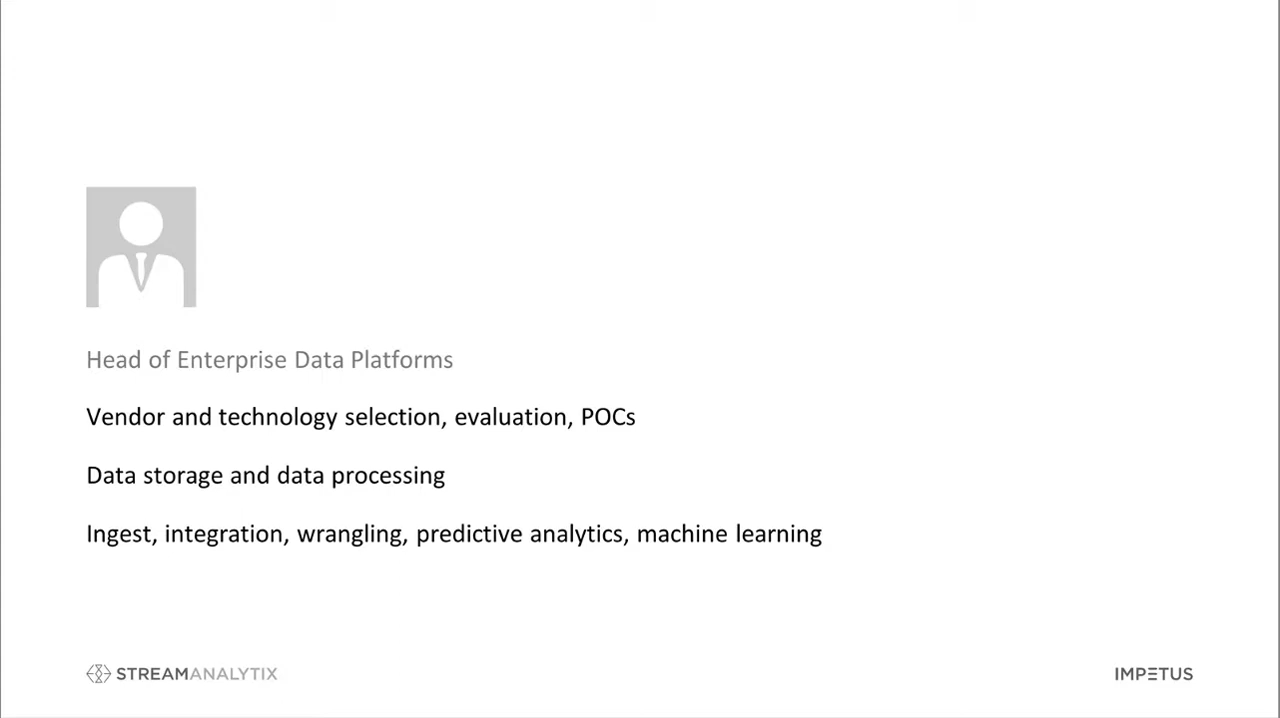 Head of Enterprise Data Platforms
Vendor and technology selection, evaluation, POCs
Data storage and data processing
Ingest, integration, wrangling, predictive analytics, machine learning
STREAMANALYTIX
IMPETUS